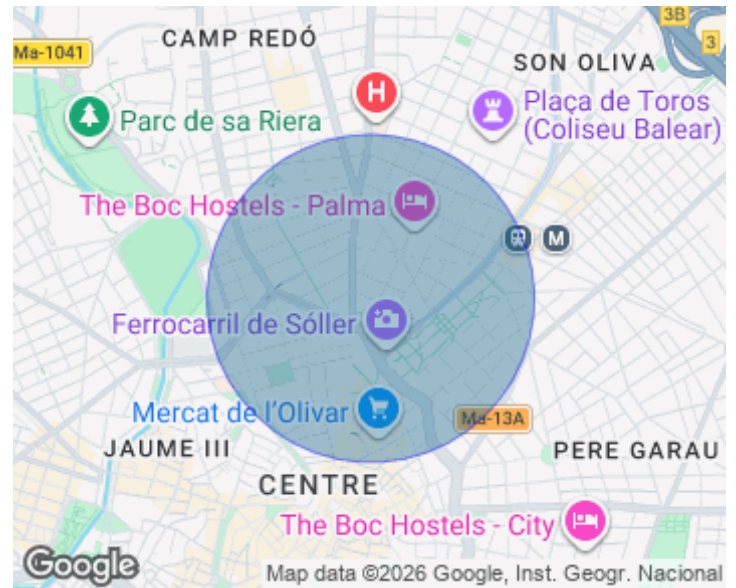 3B
CAMP REDÓ
Ma-1041
3
SON OLIVA
H
Plaça de Toros
(Coliseu Balear)
Parc de sa Riera
The Boc Hostels - Palma
M
Ferrocarril de Sóller
Mercat de l'Olivar
Ma-13A
JAUME III
PERE GARAU
CENTRE
The Boc Hostels - City
Google
Map data ©2026 Google, Inst. Geogr. Nacional